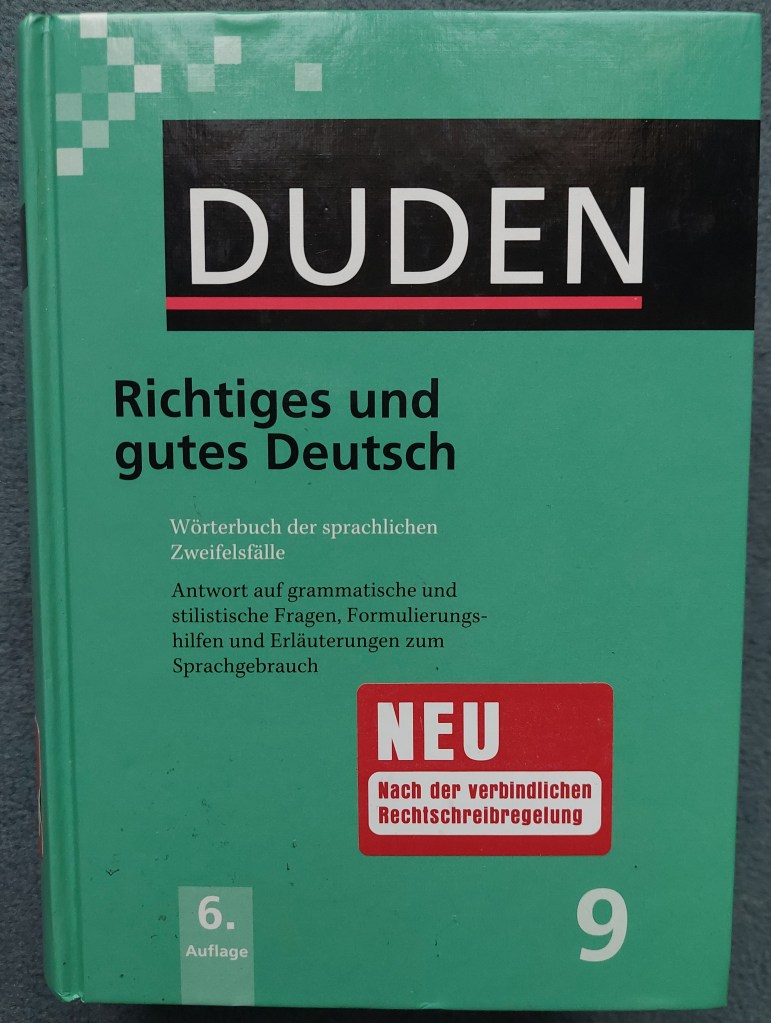 DUDEN
Richtiges und
gutes Deutsch
Wörterbuch der sprachlichen
Zweifelsfälle
Antwort auf grammatische und
stilistische Fragen, Formulierungs-
hilfen und Erläuterungen zum
Sprachgebrauch
NEU
Nach der verbindlichen
Rechtschreibregelung
6.
Auflage
9